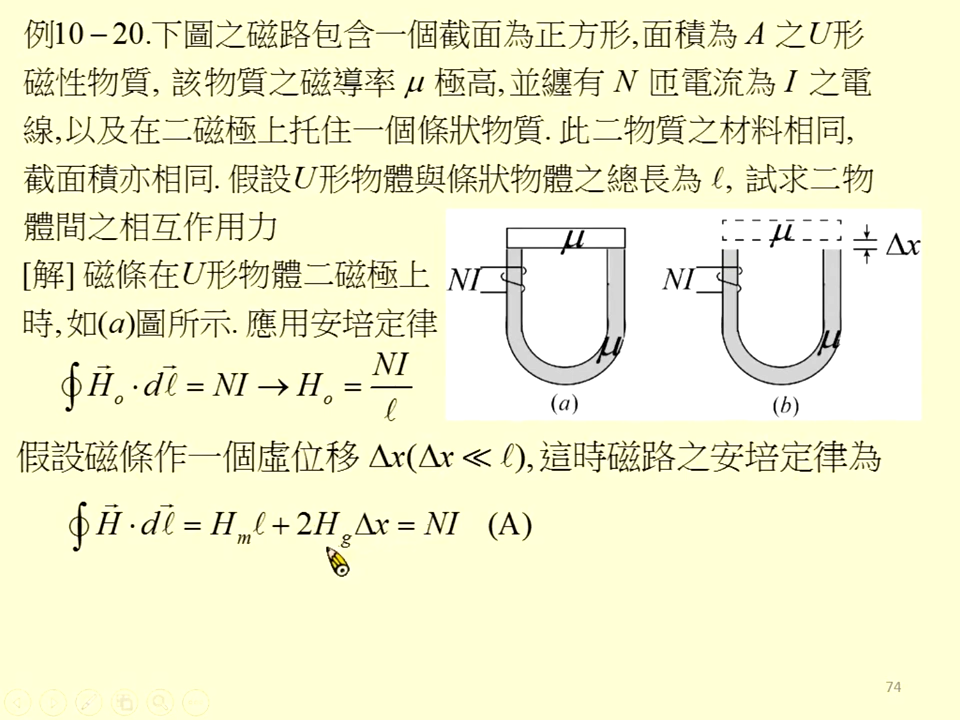 例10－20.下圖之磁路包含一個截面為正方形,面積為 A 之U形
磁性物質, 該物質之磁導率 μ 極高,並纏有 N 匝電流為 I 之電
線,以及在二磁極上托住一個條狀物質. 此二物質之材料相同,
截面積亦相同. 假設U形物體與條狀物體之總長為 ℓ, 試求二物
體間之相互作用力
[解] 磁條在U形物體二磁極上
時,如(a)圖所示. 應用安培定律
∮ H⃗ₒ · dℓ⃗ = NI → Hₒ = NI/ℓ
μ
NI
μ
(a)
μ
Δx
NI
μ
(b)
假設磁條作一個虛位移 Δx(Δx ≪ ℓ),這時磁路之安培定律為
∮ H⃗ · dℓ⃗ = Hₘℓ + 2H_gΔx = NI (A)
74